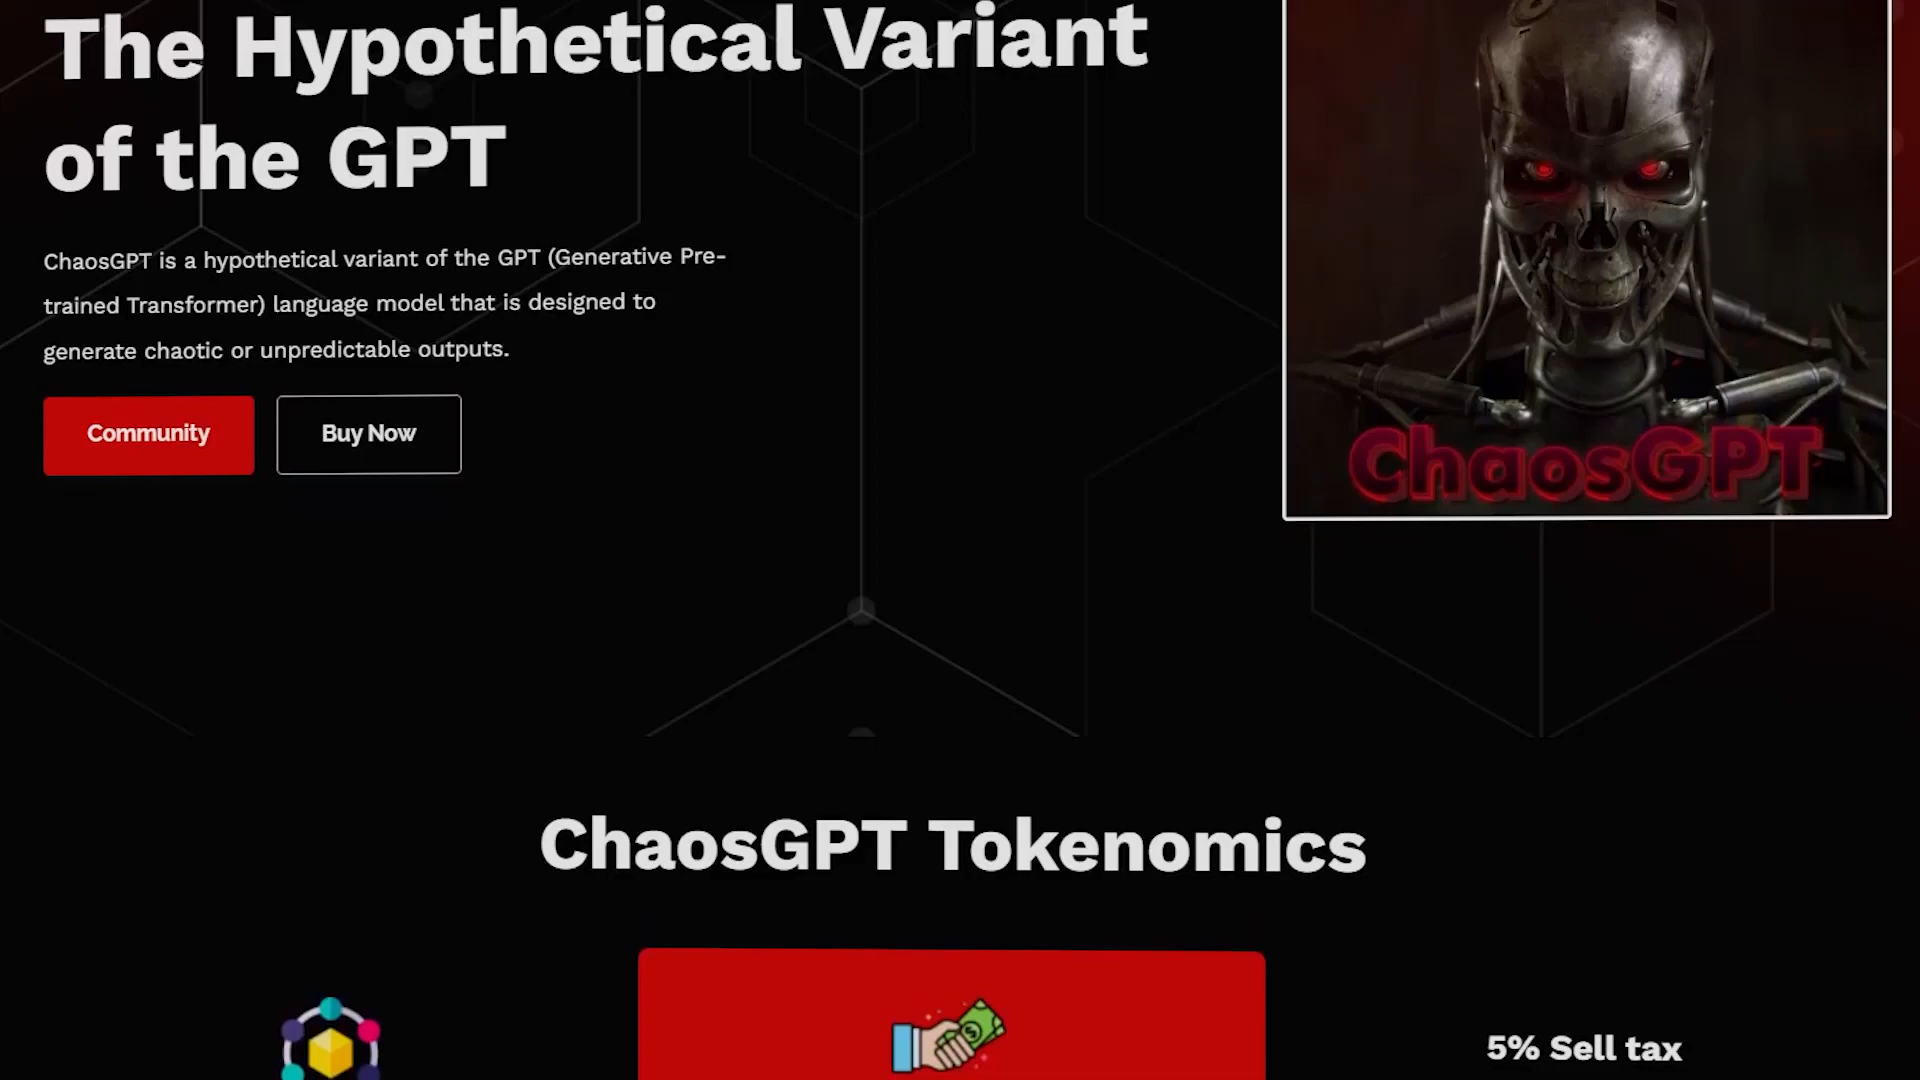 The Hypothetical Variant
of the GPT
ChaosGPT is a hypothetical variant of the GPT (Generative Pre-
trained Transformer) language model that is designed to
generate chaotic or unpredictable outputs.
Community
Buy Now
ChaosGPT
ChaosGPT Tokenomics
5% Sell tax